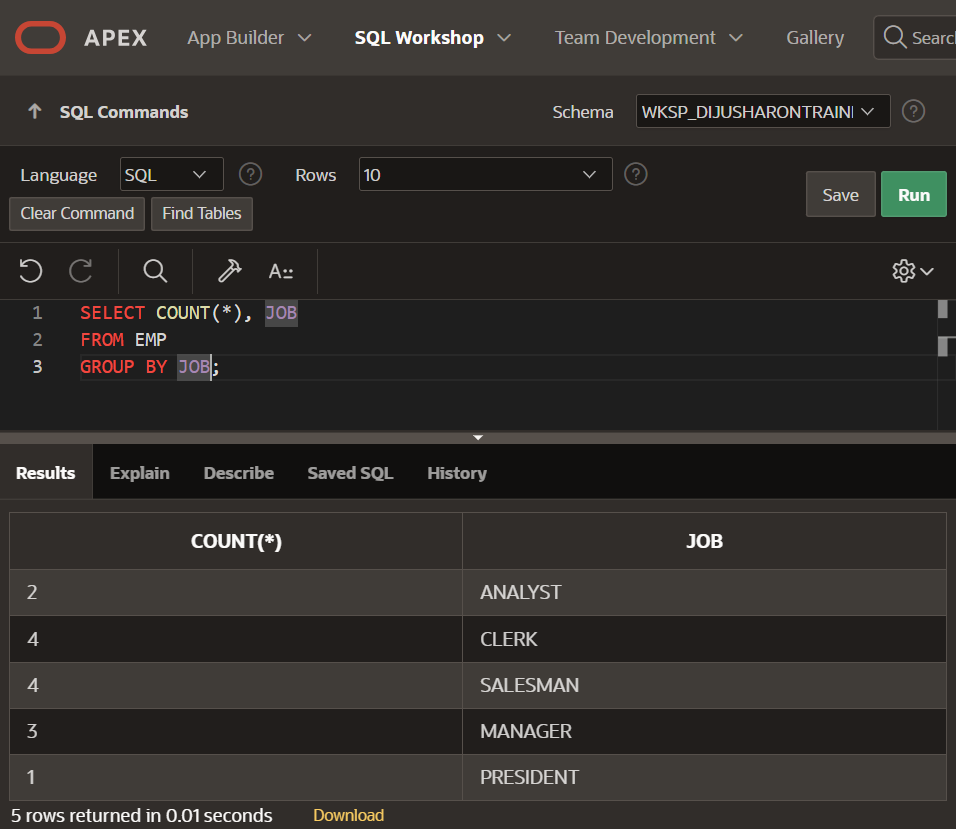 APEX App Builder SQL Workshop Team Development Gallery Searc
SQL Commands Schema WKSP_DIJUSHARONTRAINI
Language SQL Rows 10
Save Run
Clear Command Find Tables
A
1 SELECT COUNT(*), JOB
2 FROM EMP
3 GROUP BY JOB;
Results Explain Describe Saved SQL History
COUNT(*) JOB
2 ANALYST
4 CLERK
4 SALESMAN
3 MANAGER
1 PRESIDENT
5 rows returned in 0.01 seconds Download